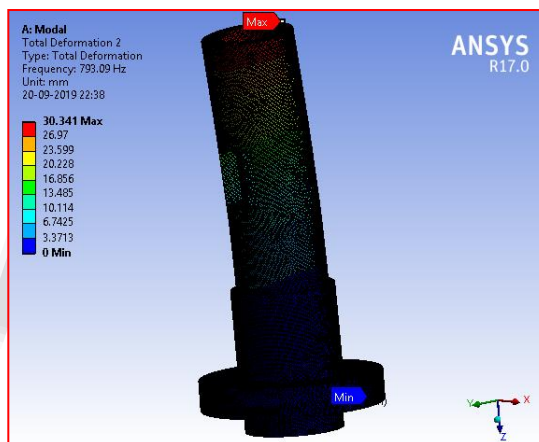 A: Modal
Total Deformation 2
Type: Total Deformation
Frequency: 793.09 Hz
Unit: mm
20-09-2019 22:38
30.341 Max
26.97
23.599
20.228
16.856
13.485
10.114
6.7425
3.3713
0 Min
Max
ANSYS
R17.0
Min
Y
X
Z